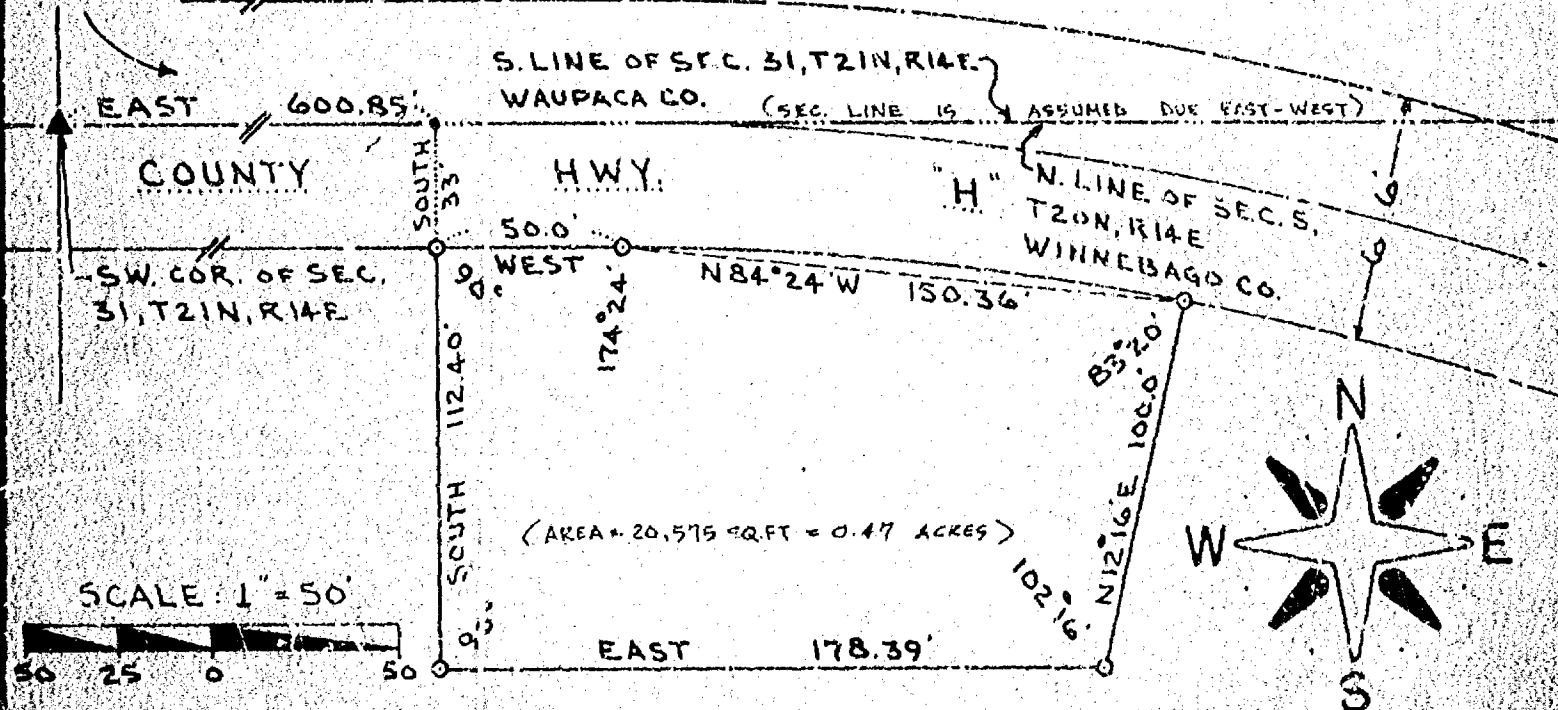 S. LINE OF SEC. 31, T21N, R14E.
WAUPACA CO. (SEC. LINE IS ASSUMED DUE EAST-WEST)
EAST 600.85'
COUNTY HWY. "H"
SOUTH 33'
N. LINE OF SEC. 5,
T20N, R14E
WINNEBAGO CO.
66'
50.0'
WEST
SW. COR. OF SEC.
31, T21N, R14E
90°
174°24'
N84°24'W 150.36'
83°20'
SOUTH 112.40'
N12°16'E 100.0'
(AREA = 20,575 SQ.FT = 0.47 ACRES)
102°16'
90°
EAST 178.39'
SCALE: 1" = 50'
50 25 0 50
N
W E
S